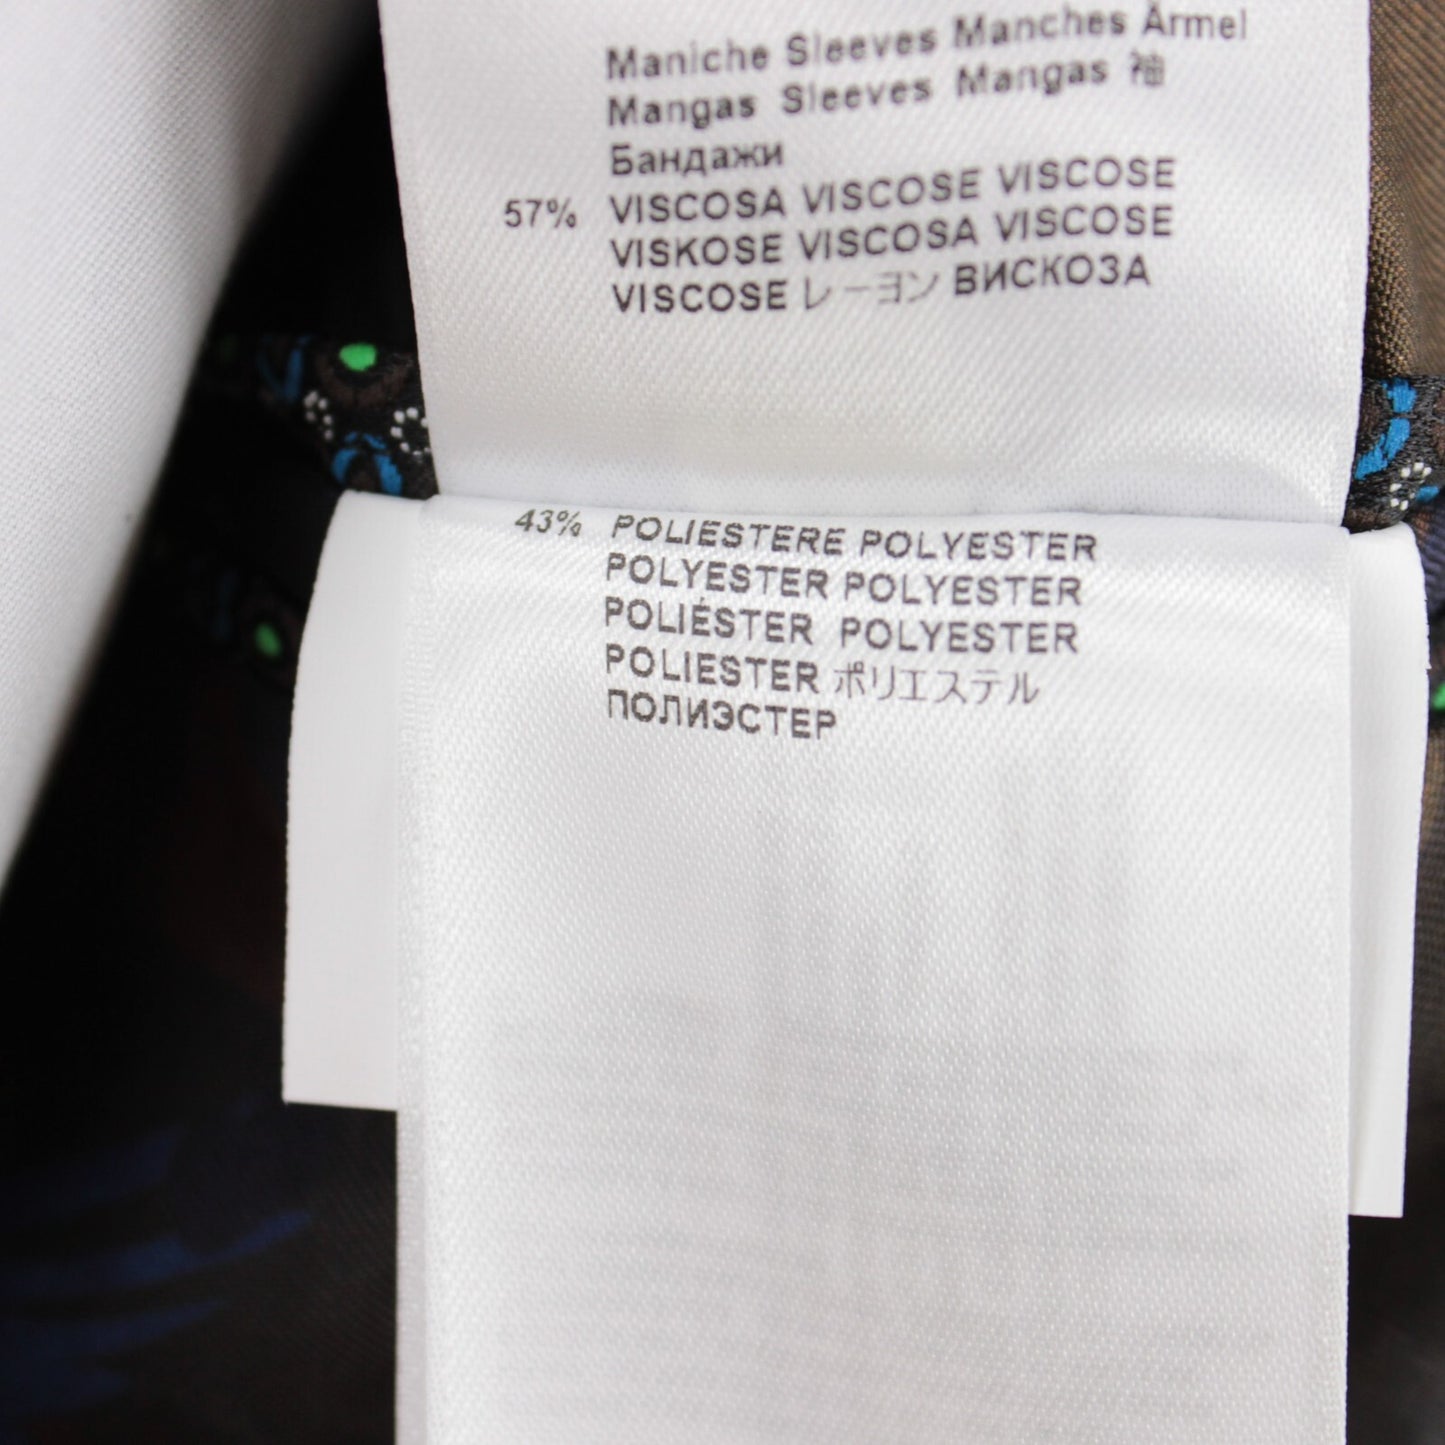 Maniche Sleeves Manches Ärmel
Mangas Sleeves Mangas 袖
Бандажи
57% VISCOSA VISCOSE VISCOSE
VISKOSE VISCOSA VISCOSE
VISCOSE レーヨン ВИСКОЗА
43% POLIESTERE POLYESTER
POLYESTER POLYESTER
POLIÉSTER POLYESTER
POLIESTER ポリエステル
ПОЛИЭСТЕР